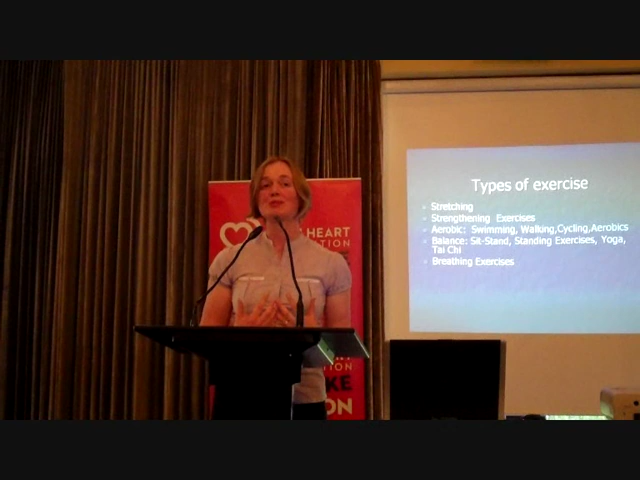 HEART
Types of exercise
Stretching
Strengthening Exercises
Aerobic: Swimming, Walking,Cycling,Aerobics
Balance: Sit-Stand, Standing Exercises, Yoga,
Tai Chi
Breathing Exercises